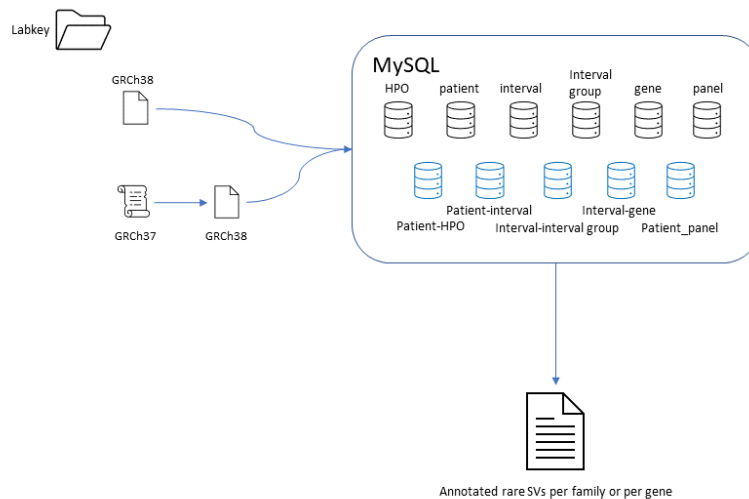 Labkey
GRCh38
GRCh37
GRCh38
MySQL
HPO
patient
interval
Interval
group
gene
panel
Patient-HPO
Patient-interval
Interval-interval group
Interval-gene
Patient_panel
Annotated rare SVs per family or per gene